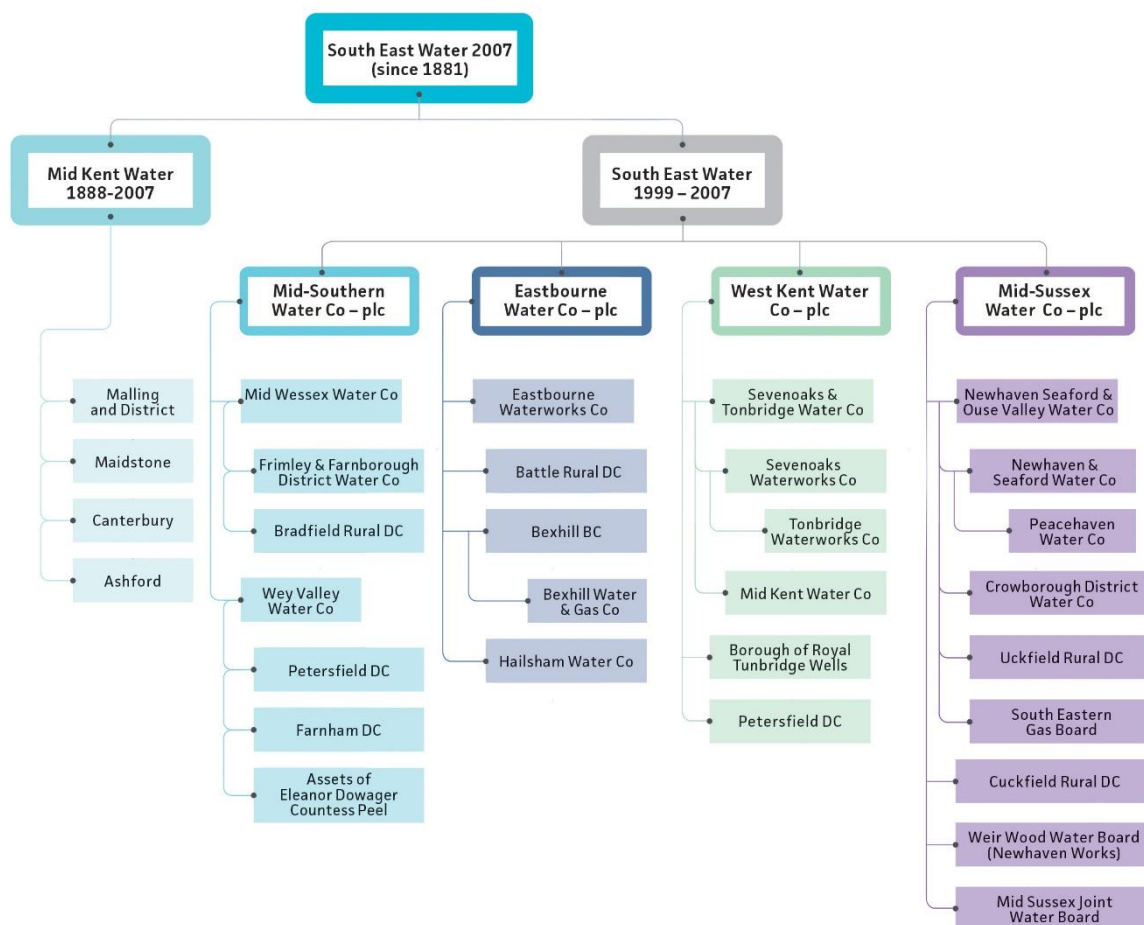 South East Water 2007
(since 1881)
Mid Kent Water
1888-2007
South East Water
1999 – 2007
Mid-Southern
Water Co – plc
Eastbourne
Water Co – plc
West Kent Water
Co – plc
Mid-Sussex
Water Co – plc
Malling
and District
Maidstone
Canterbury
Ashford
Mid Wessex Water Co
Frimley & Farnborough
District Water Co
Bradfield Rural DC
Wey Valley
Water Co
Petersfield DC
Farnham DC
Assets of
Eleanor Dowager
Countess Peel
Eastbourne
Waterworks Co
Battle Rural DC
Bexhill BC
Bexhill Water
& Gas Co
Hailsham Water Co
Sevenoaks &
Tonbridge Water Co
Sevenoaks
Waterworks Co
Tonbridge
Waterworks Co
Mid Kent Water Co
Borough of Royal
Tunbridge Wells
Petersfield DC
Newhaven Seaford &
Ouse Valley Water Co
Newhaven &
Seaford Water Co
Peacehaven
Water Co
Crowborough District
Water Co
Uckfield Rural DC
South Eastern
Gas Board
Cuckfield Rural DC
Weir Wood Water Board
(Newhaven Works)
Mid Sussex Joint
Water Board